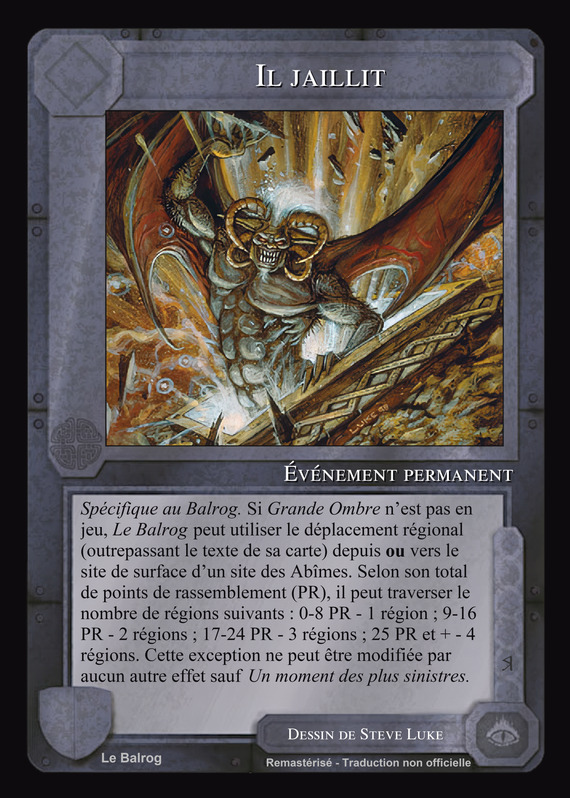 Il jaillit
LUKE 98
Événement permanent
Spécifique au Balrog. Si Grande Ombre n'est pas en
jeu, Le Balrog peut utiliser le déplacement régional
(outrepassant le texte de sa carte) depuis ou vers le
site de surface d'un site des Abîmes. Selon son total
de points de rassemblement (PR), il peut traverser le
nombre de régions suivants : 0-8 PR - 1 région ; 9-16
PR - 2 régions ; 17-24 PR - 3 régions ; 25 PR et + - 4
régions. Cette exception ne peut être modifiée par
aucun autre effet sauf Un moment des plus sinistres.
Dessin de Steve Luke
Le Balrog
Remastérisé - Traduction non officielle